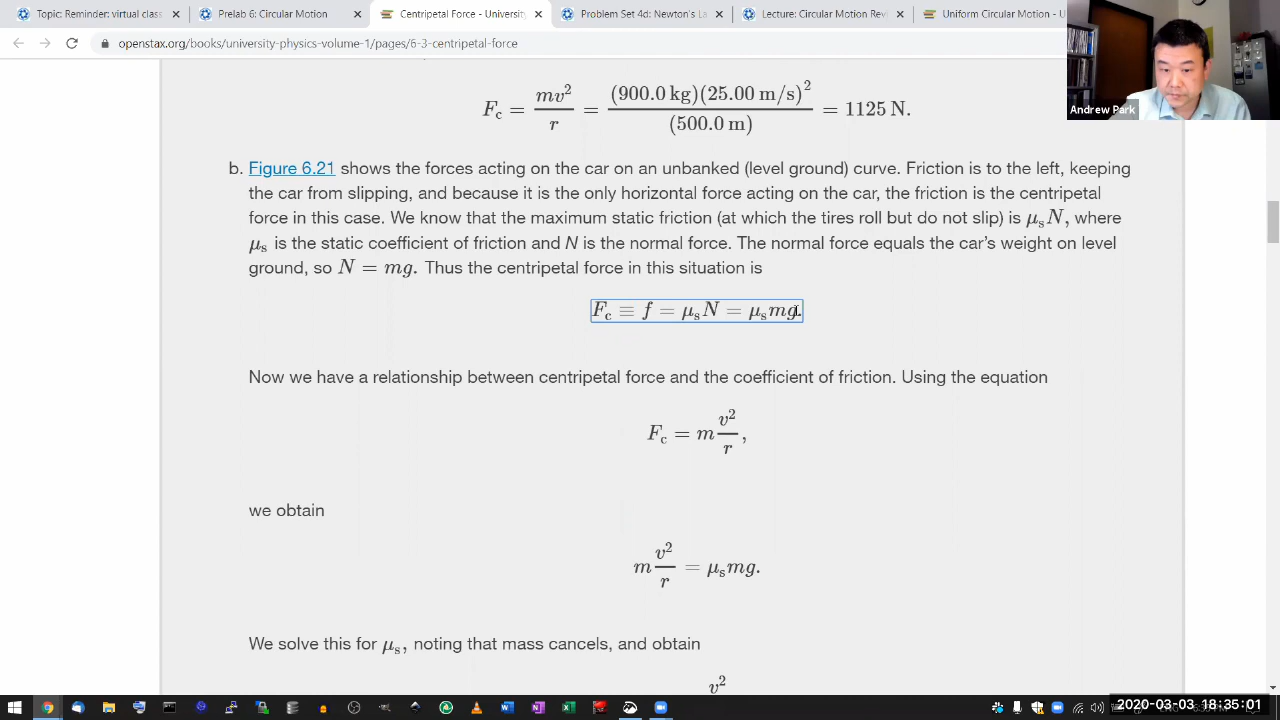 Topic: Reminder: virtual class
Prelab 6: Circular Motion
Centripetal Force - University
Problem Set 4d: Newton's La
Lecture: Circular Motion Rev
Uniform Circular Motion - U
openstax.org/books/university-physics-volume-1/pages/6-3-centripetal-force
Andrew Park
F_c = mv²/r = (900.0 kg)(25.00 m/s)²/(500.0 m) = 1125 N.
b. Figure 6.21 shows the forces acting on the car on an unbanked (level ground) curve. Friction is to the left, keeping
the car from slipping, and because it is the only horizontal force acting on the car, the friction is the centripetal
force in this case. We know that the maximum static friction (at which the tires roll but do not slip) is μ_s N, where
μ_s is the static coefficient of friction and N is the normal force. The normal force equals the car's weight on level
ground, so N = mg. Thus the centripetal force in this situation is
F_c ≡ f = μ_s N = μ_s mg.
Now we have a relationship between centripetal force and the coefficient of friction. Using the equation
F_c = m v²/r,
we obtain
m v²/r = μ_s mg.
We solve this for μ_s, noting that mass cancels, and obtain
v²
2020-03-03 18:35:01